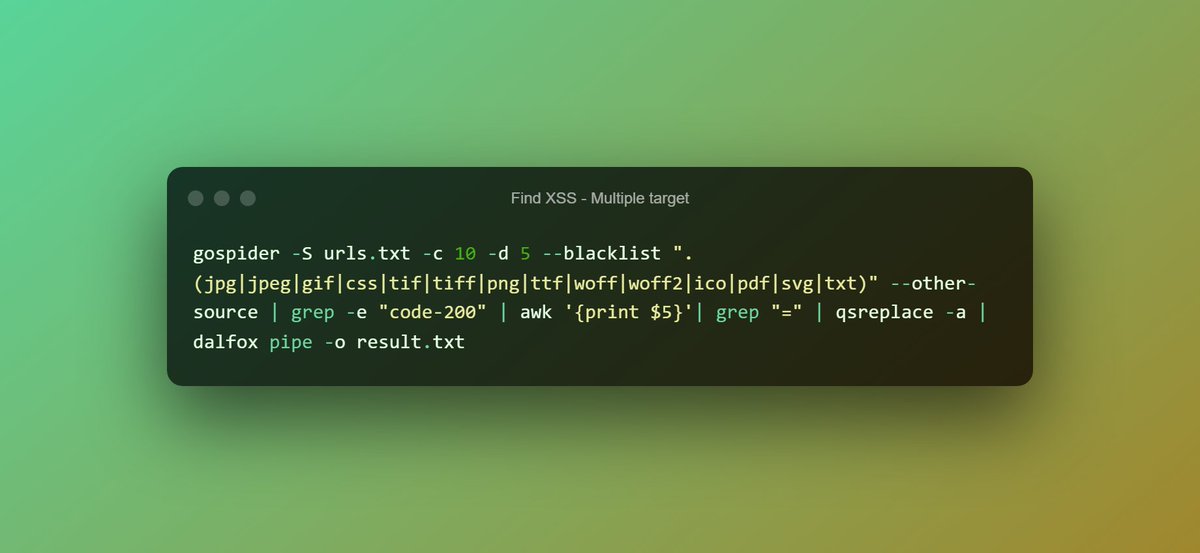 Find XSS - Multiple target
gospider -S urls.txt -c 10 -d 5 --blacklist ".
(jpg|jpeg|gif|css|tif|tiff|png|ttf|woff|woff2|ico|pdf|svg|txt)" --other-
source | grep -e "code-200" | awk '{print $5}'| grep "=" | qsreplace -a |
dalfox pipe -o result.txt